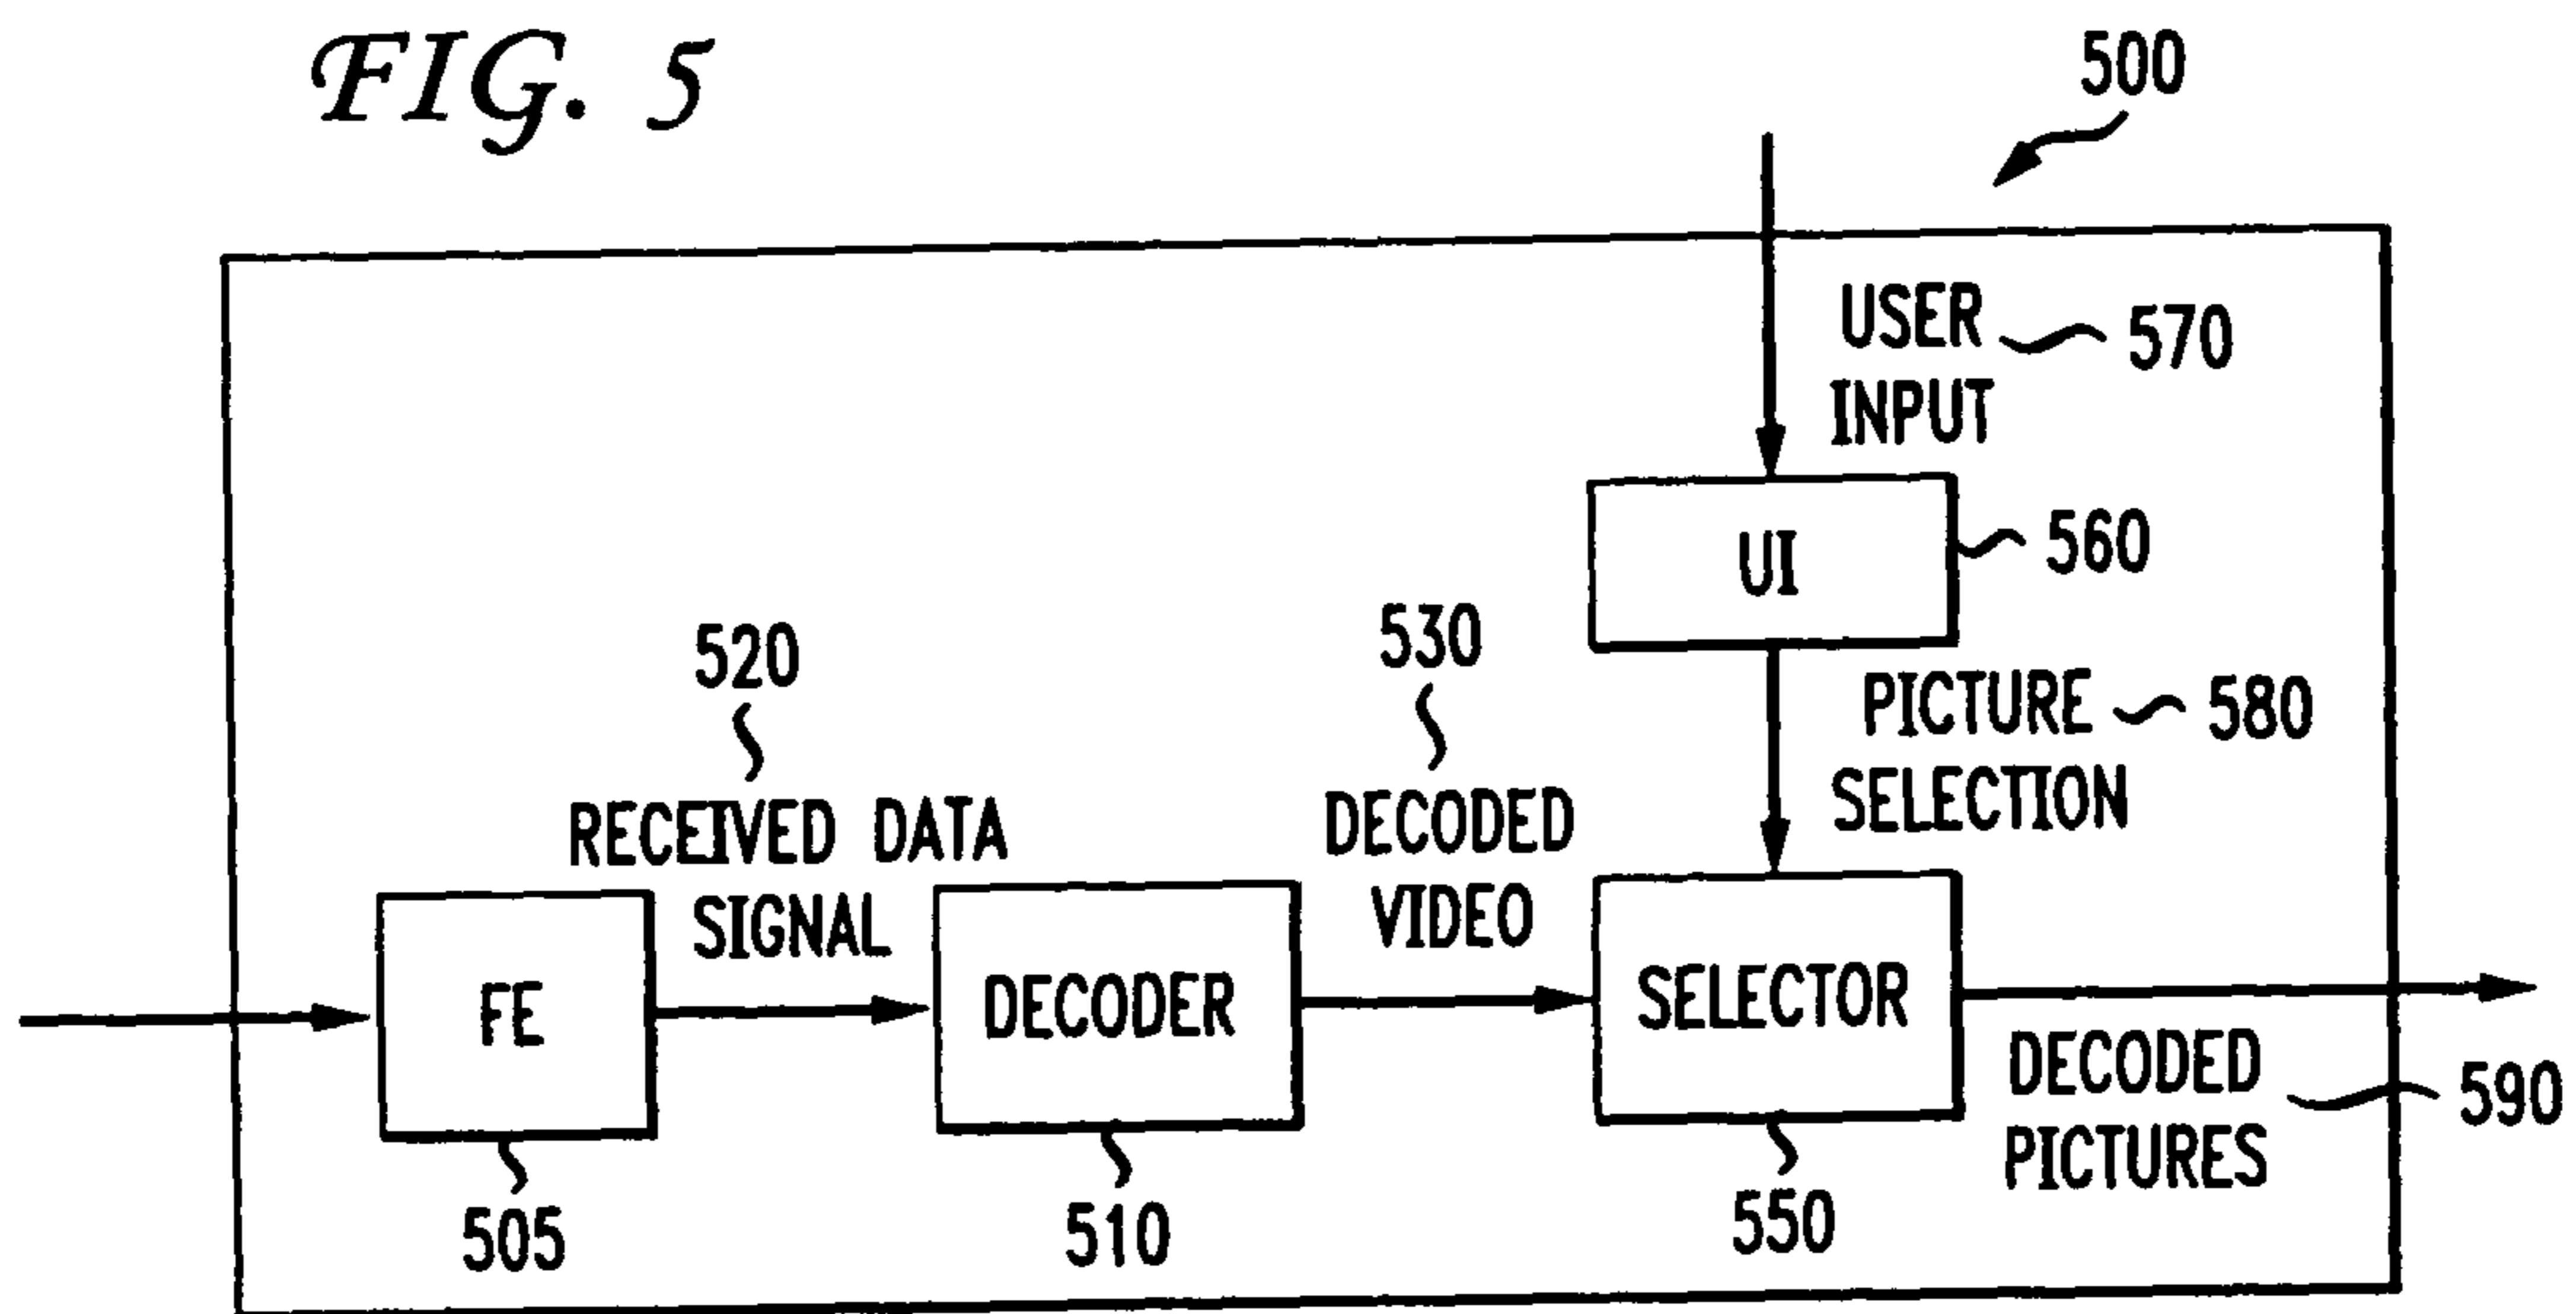 FIG. 5
500
USER
INPUT
570
UI
560
520
530
PICTURE
SELECTION
580
RECEIVED DATA
SIGNAL
DECODED
VIDEO
FE
DECODER
SELECTOR
DECODED
PICTURES
590
505
510
550